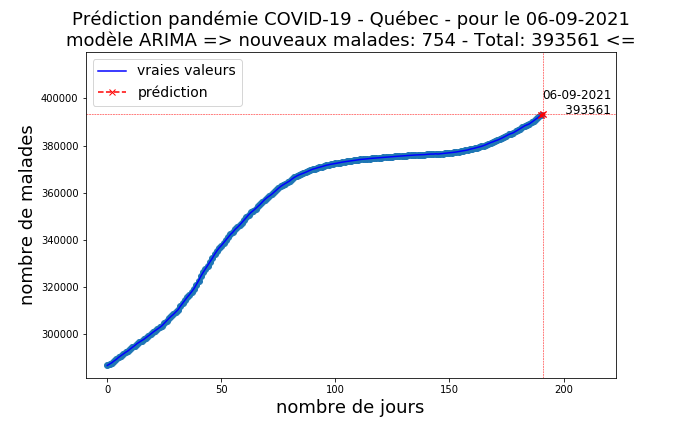 Prédiction pandémie COVID-19 - Québec - pour le 06-09-2021
modèle ARIMA => nouveaux malades: 754 - Total: 393561 <=
vraies valeurs
prédiction
06-09-2021
393561
nombre de malades
400000
380000
360000
340000
320000
300000
0 50 100 150 200
nombre de jours